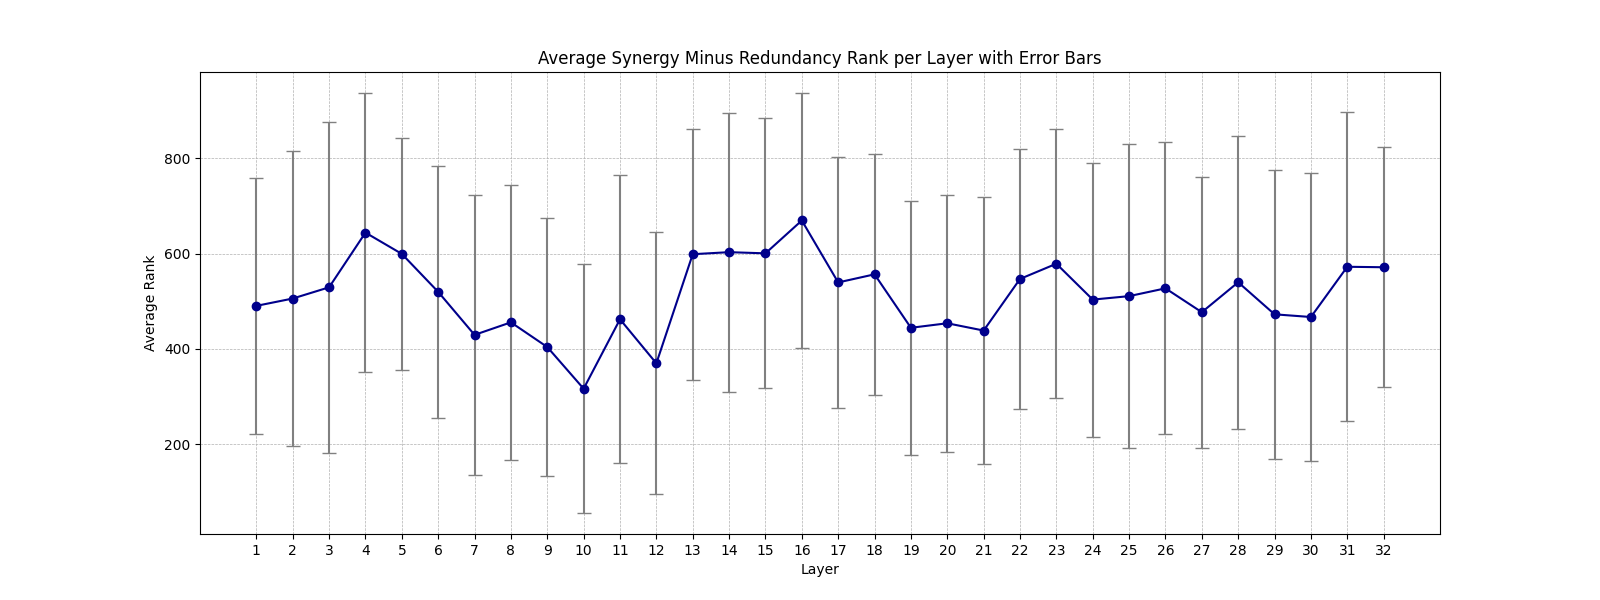 Average Synergy Minus Redundancy Rank per Layer with Error Bars
800
600
400
200
Average Rank
1 2 3 4 5 6 7 8 9 10 11 12 13 14 15 16 17 18 19 20 21 22 23 24 25 26 27 28 29 30 31 32
Layer